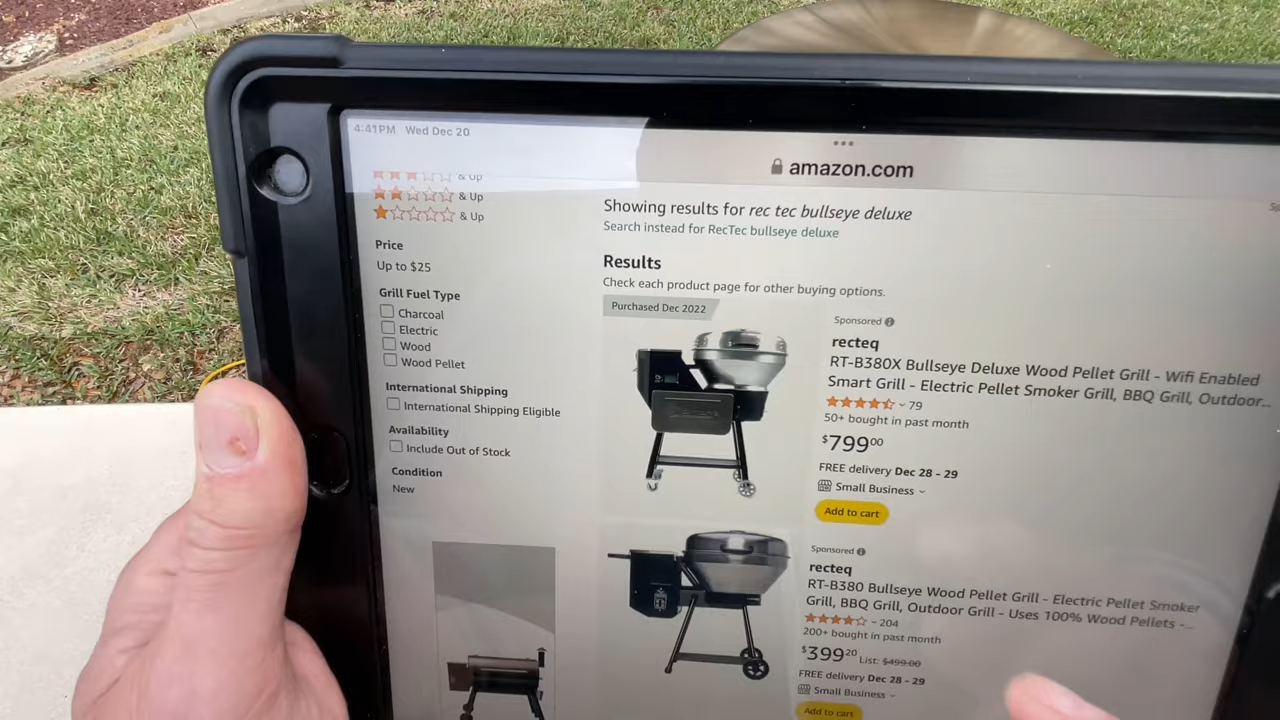 4:41PM Wed Dec 20
amazon.com
& Up
& Up
& Up
Price
Up to $25
Grill Fuel Type
Charcoal
Electric
Wood
Wood Pellet
International Shipping
International Shipping Eligible
Availability
Include Out of Stock
Condition
New
Showing results for rec tec bullseye deluxe
Search instead for RecTec bullseye deluxe
Results
Check each product page for other buying options.
Purchased Dec 2022
Sponsored
recteq
RT-B380X Bullseye Deluxe Wood Pellet Grill - Wifi Enabled
Smart Grill - Electric Pellet Smoker Grill, BBQ Grill, Outdoor...
79
50+ bought in past month
$79900
FREE delivery Dec 28 - 29
Small Business
Add to cart
Sponsored
recteq
RT-B380 Bullseye Wood Pellet Grill - Electric Pellet Smoker
Grill, BBQ Grill, Outdoor Grill - Uses 100% Wood Pellets -...
204
200+ bought in past month
$39920 List: $499.00
FREE delivery Dec 28 - 29
Small Business
Add to cart